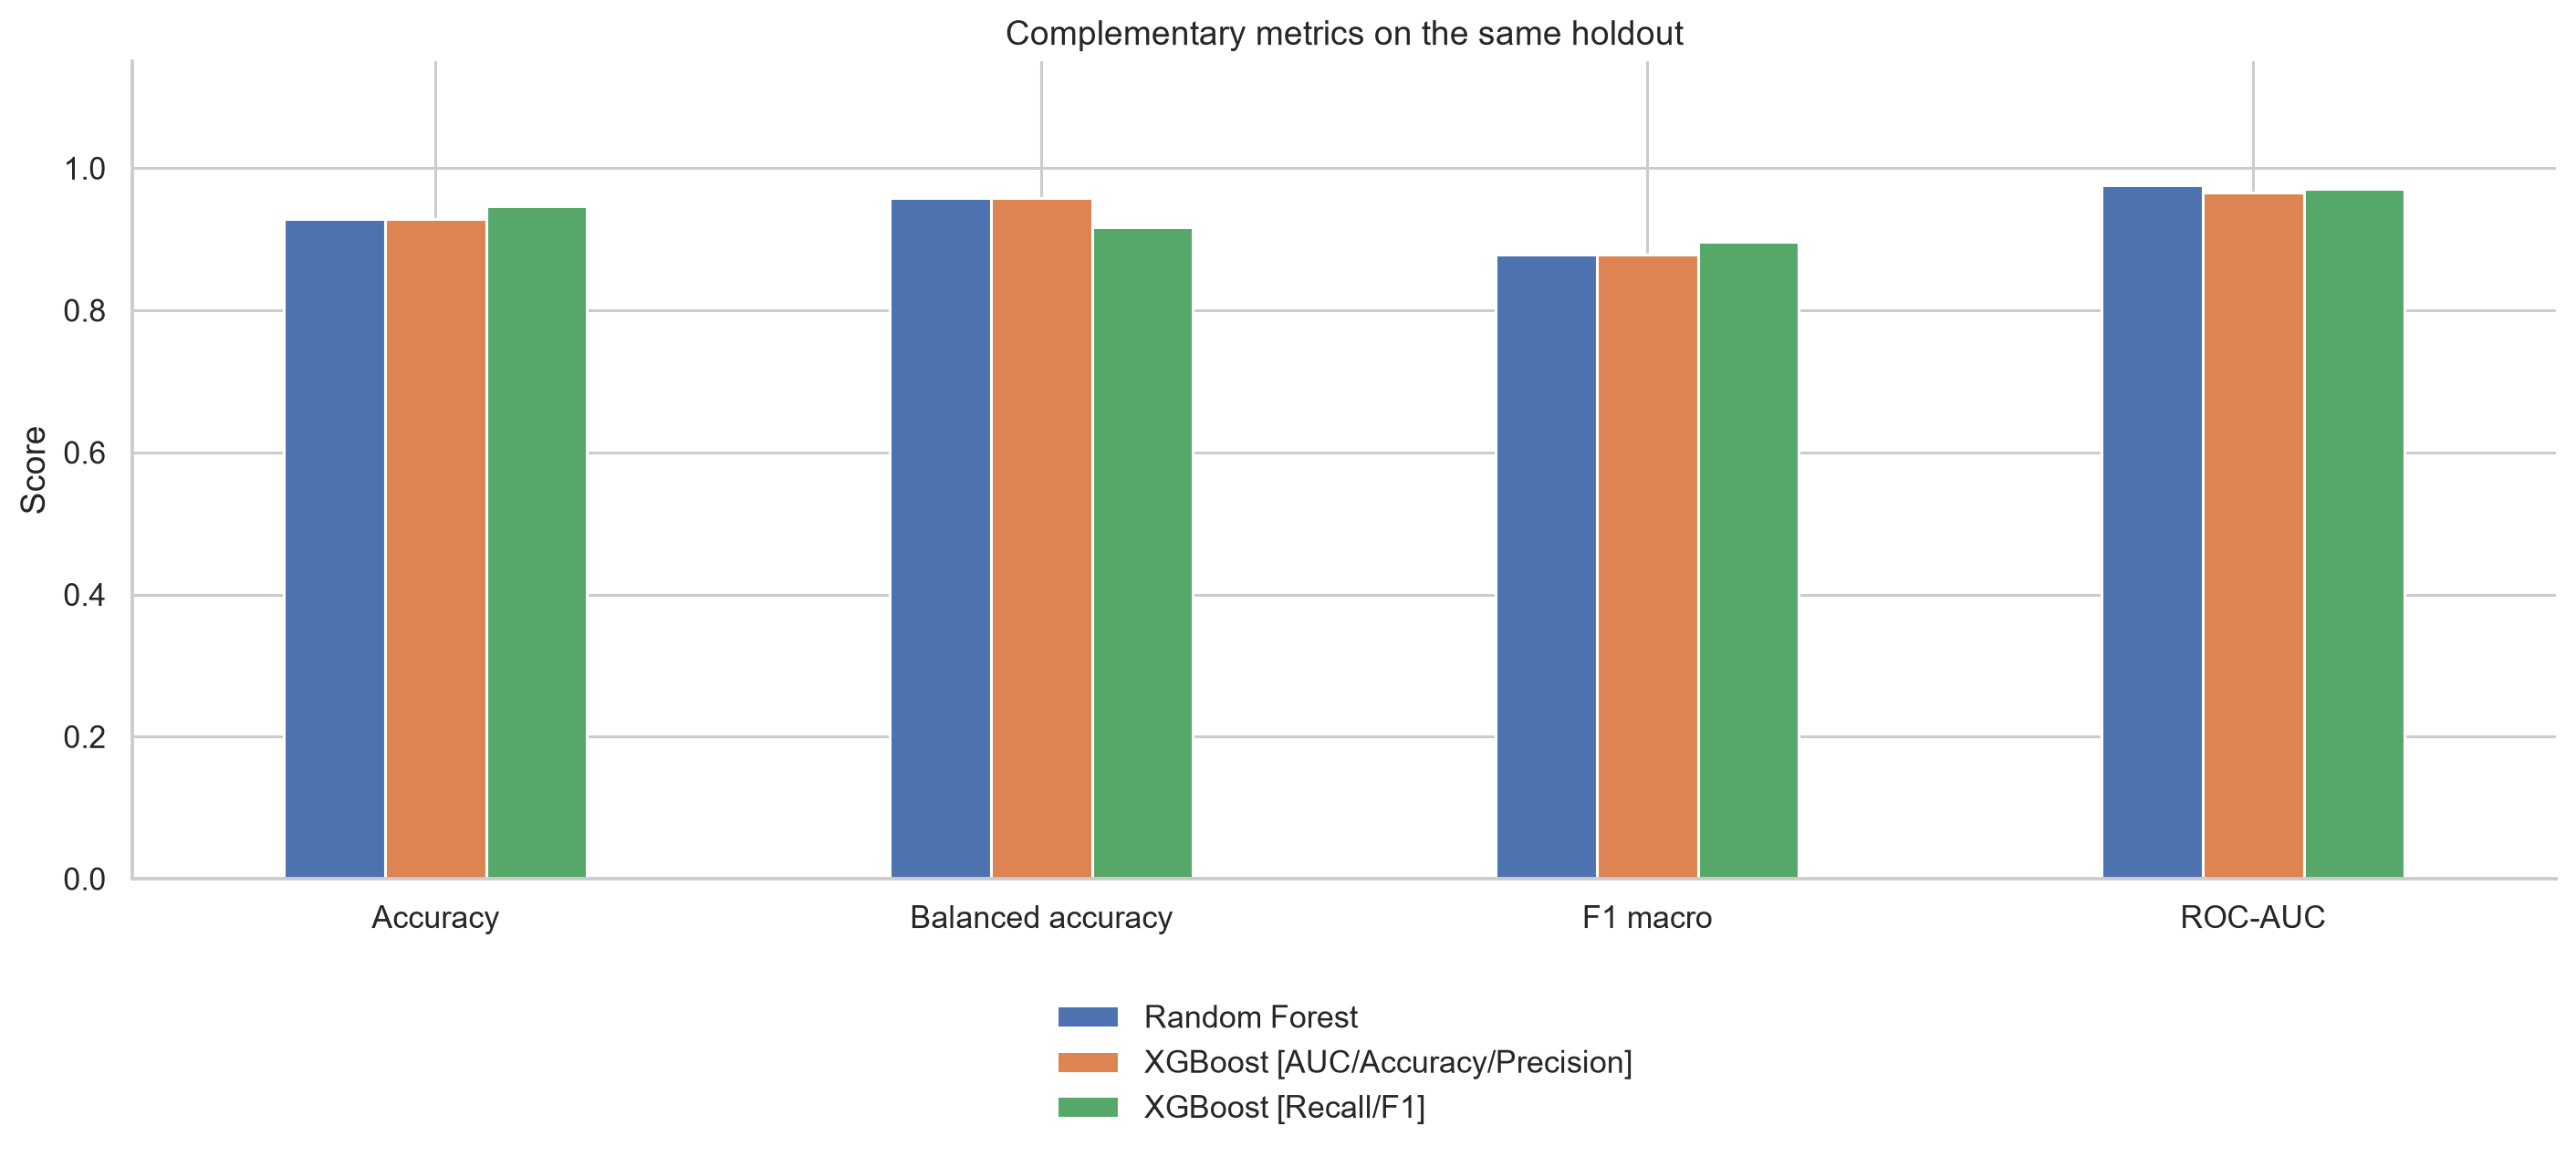 Complementary metrics on the same holdout
Score
1.0
0.8
0.6
0.4
0.2
0.0
Accuracy
Balanced accuracy
F1 macro
ROC-AUC
Random Forest
XGBoost [AUC/Accuracy/Precision]
XGBoost [Recall/F1]